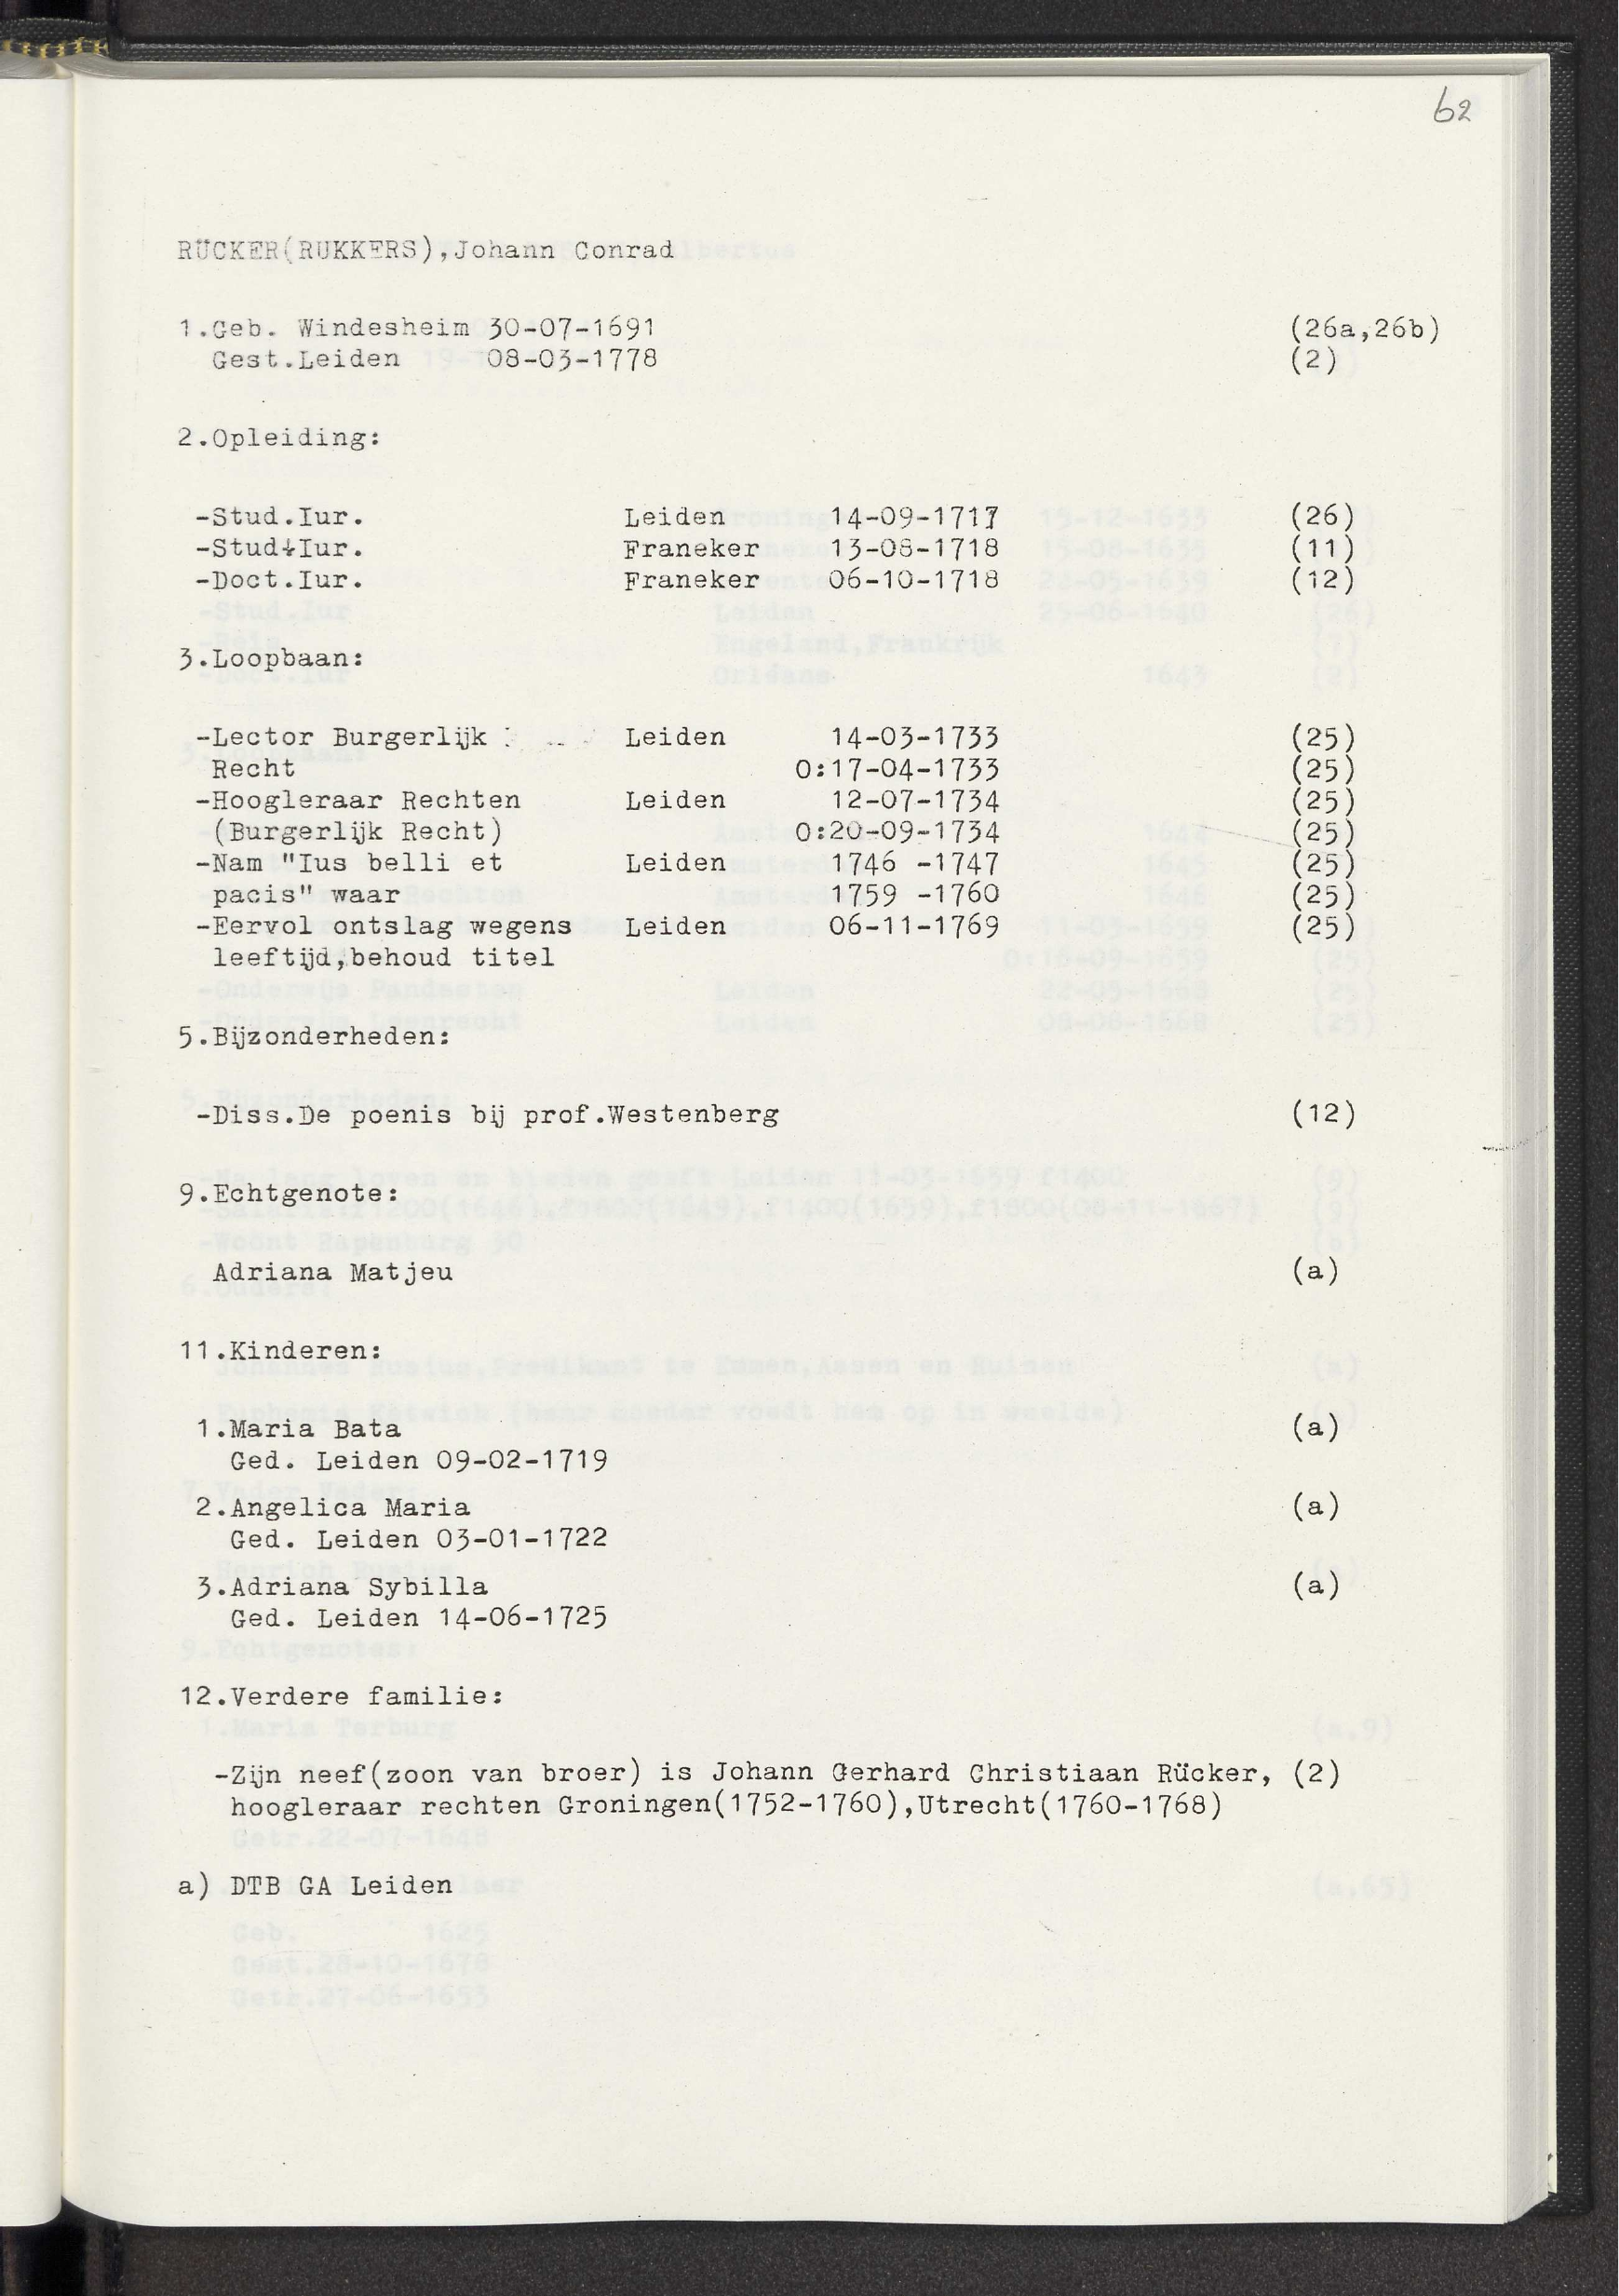 62
RÜCKER(RUKKERS),Johann Conrad
1.Geb. Windesheim 30-07-1691 (26a,26b)
Gest.Leiden 08-03-1778 (2)
2.Opleiding:
-Stud.Iur. Leiden 14-09-1717 (26)
-Stud.Iur. Franeker 13-08-1718 (11)
-Doct.Iur. Franeker 06-10-1718 (12)
3.Loopbaan:
-Lector Burgerlijk Leiden 14-03-1733 (25)
Recht O:17-04-1733 (25)
-Hoogleraar Rechten Leiden 12-07-1734 (25)
(Burgerlijk Recht) O:20-09-1734 (25)
-Nam "Ius belli et Leiden 1746 -1747 (25)
pacis" waar 1759 -1760 (25)
-Eervol ontslag wegens Leiden 06-11-1769 (25)
leeftijd,behoud titel
5.Bijzonderheden:
-Diss.De poenis bij prof.Westenberg (12)
9.Echtgenote:
Adriana Matjeu (a)
11.Kinderen:
1.Maria Bata (a)
Ged. Leiden 09-02-1719
2.Angelica Maria (a)
Ged. Leiden 03-01-1722
3.Adriana Sybilla (a)
Ged. Leiden 14-06-1725
12.Verdere familie:
-Zijn neef(zoon van broer) is Johann Gerhard Christiaan Rücker, (2)
hoogleraar rechten Groningen(1752-1760),Utrecht(1760-1768)
a) DTB GA Leiden